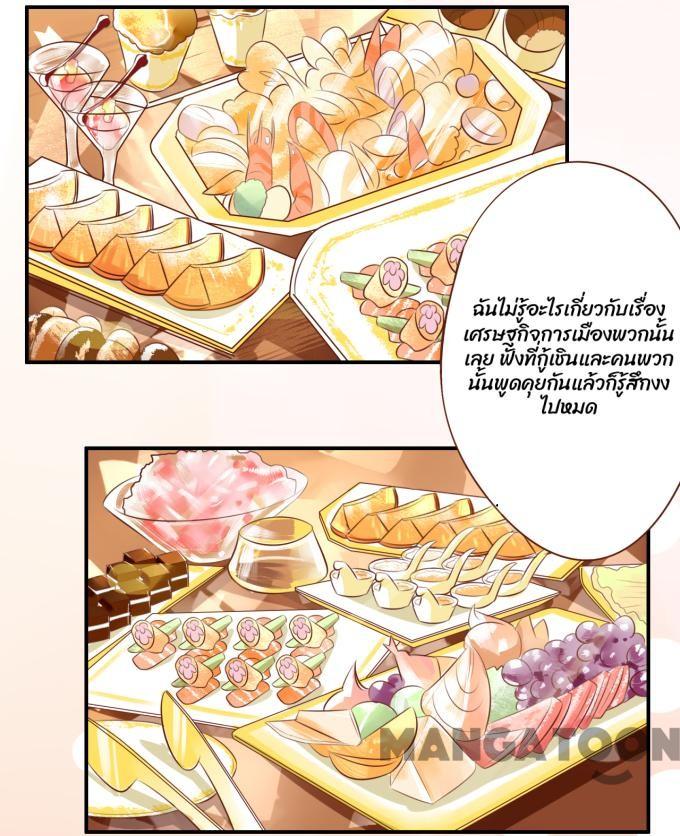 ฉันไม่รู้อะไรเกี่ยวกับเรื่อง
เศรษฐกิจการเมืองพวกนั้น
เลย ฟังที่กู้เชินและคนพวก
นั้นพูดคุยกันแล้วก็รู้สึกงง
ไปหมด
MANGATOON